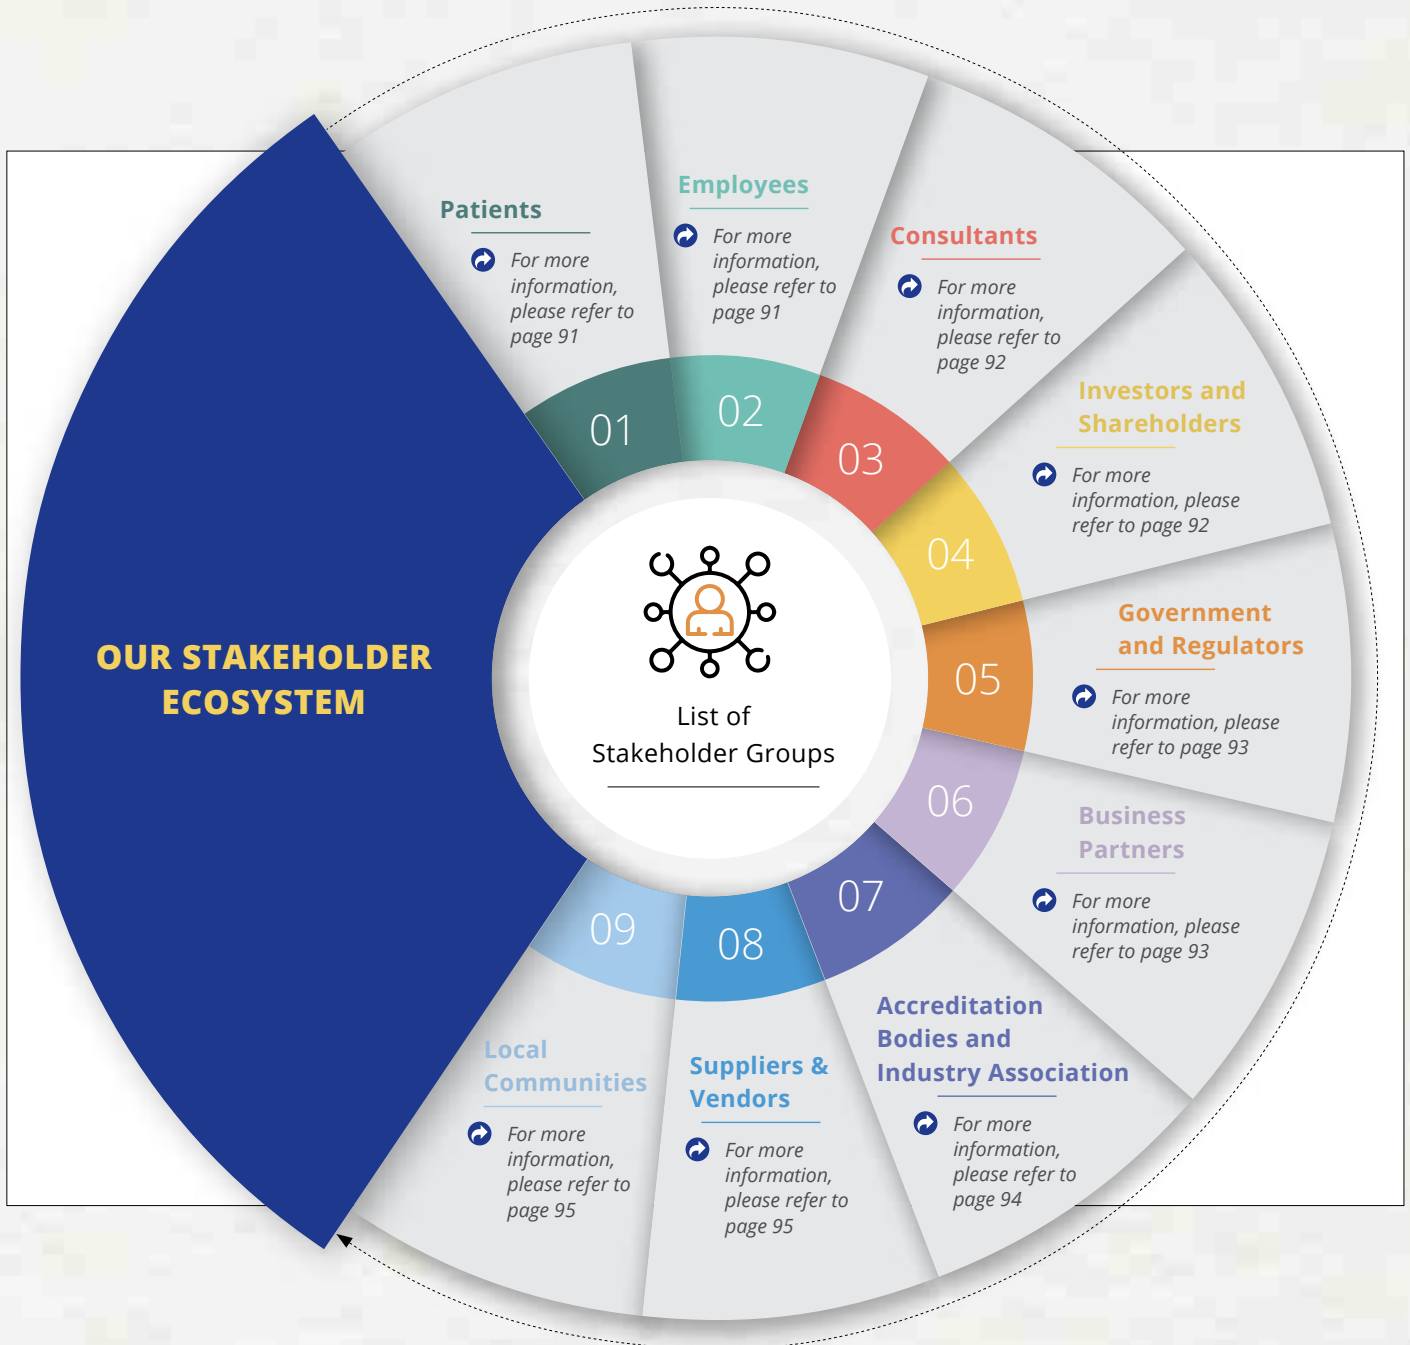 OUR STAKEHOLDER
ECOSYSTEM
List of
Stakeholder Groups
01
Patients
For more
information,
please refer to
page 91
02
Employees
For more
information,
please refer to
page 91
03
Consultants
For more
information,
please refer to
page 92
04
Investors and
Shareholders
For more
information, please
refer to page 92
05
Government
and Regulators
For more
information, please
refer to page 93
06
Business
Partners
For more
information, please
refer to page 93
07
Accreditation
Bodies and
Industry Association
For more
information,
please refer to
page 94
08
Suppliers &
Vendors
For more
information,
please refer to
page 95
09
Local
Communities
For more
information,
please refer to
page 95